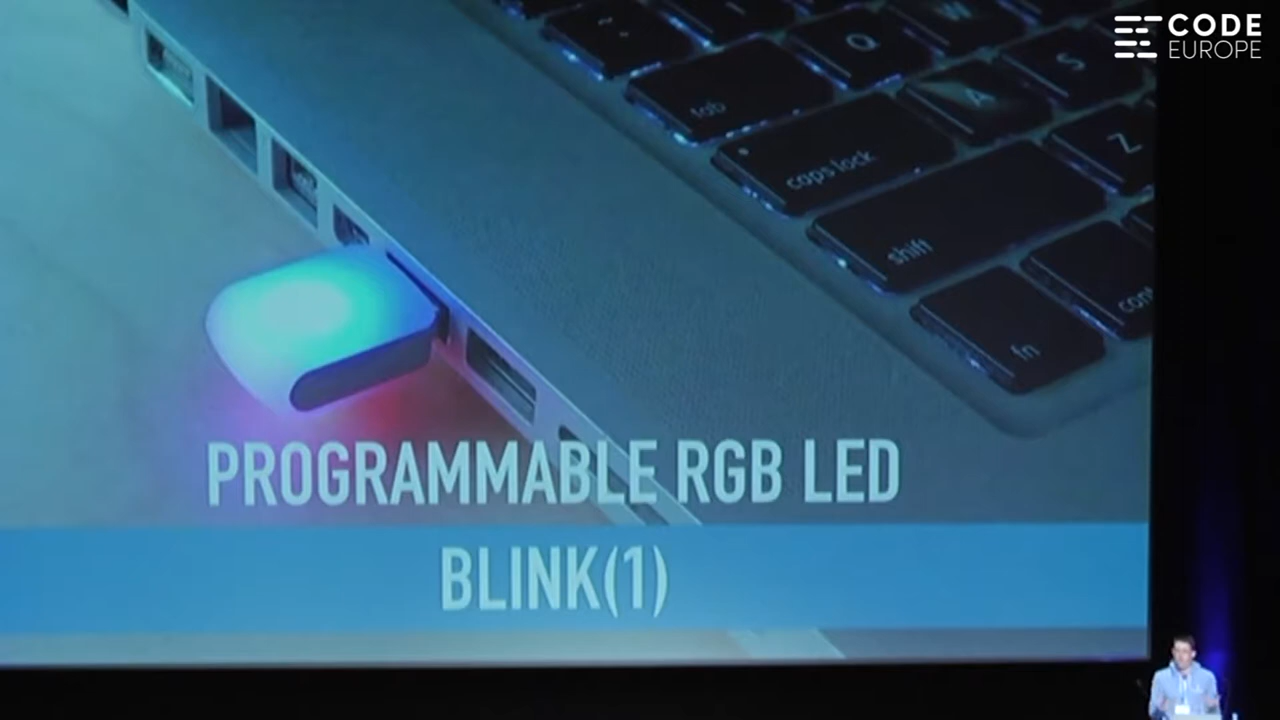 CODE
EUROPE
W
Q
S
tab
A
caps lock
Z
shift
fn
PROGRAMMABLE RGB LED
BLINK(1)